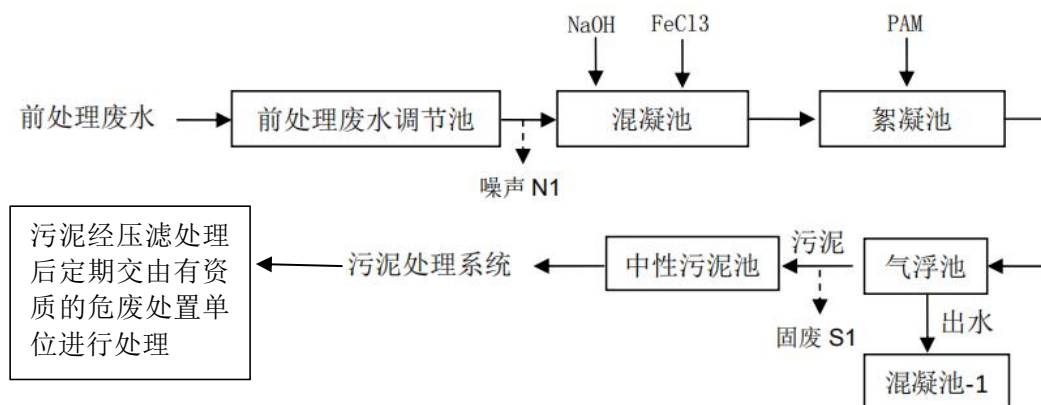 NaOH
FeCl3
PAM
前处理废水
前处理废水调节池
混凝池
絮凝池
噪声 N1
污泥经压滤处理
后定期交由有资
质的危废处置单
位进行处理
污泥处理系统
中性污泥池
污泥
气浮池
固废 S1
出水
混凝池-1